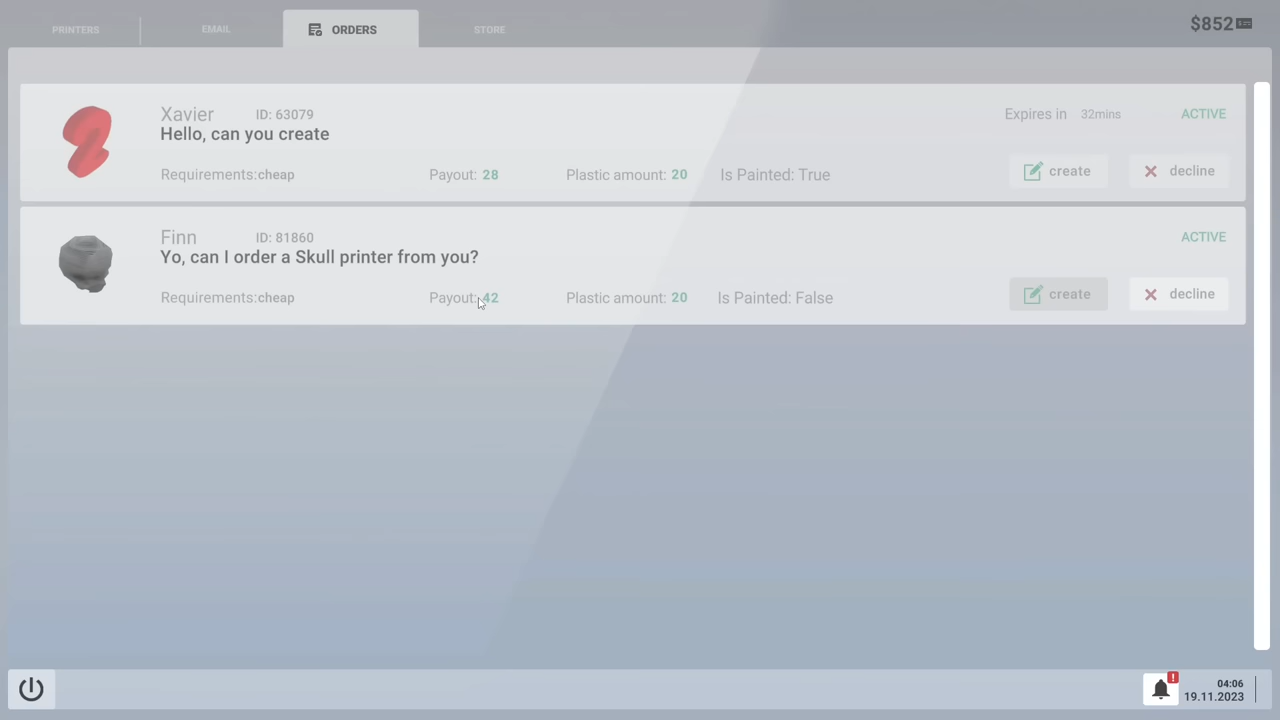 PRINTERS
EMAIL
ORDERS
STORE
$852
Xavier ID: 63079
Expires in 32mins ACTIVE
Hello, can you create
Requirements:cheap Payout: 28 Plastic amount: 20 Is Painted: True
create
decline
Finn ID: 81860
ACTIVE
Yo, can I order a Skull printer from you?
Requirements:cheap Payout: 42 Plastic amount: 20 Is Painted: False
create
decline
!
04:06
19.11.2023